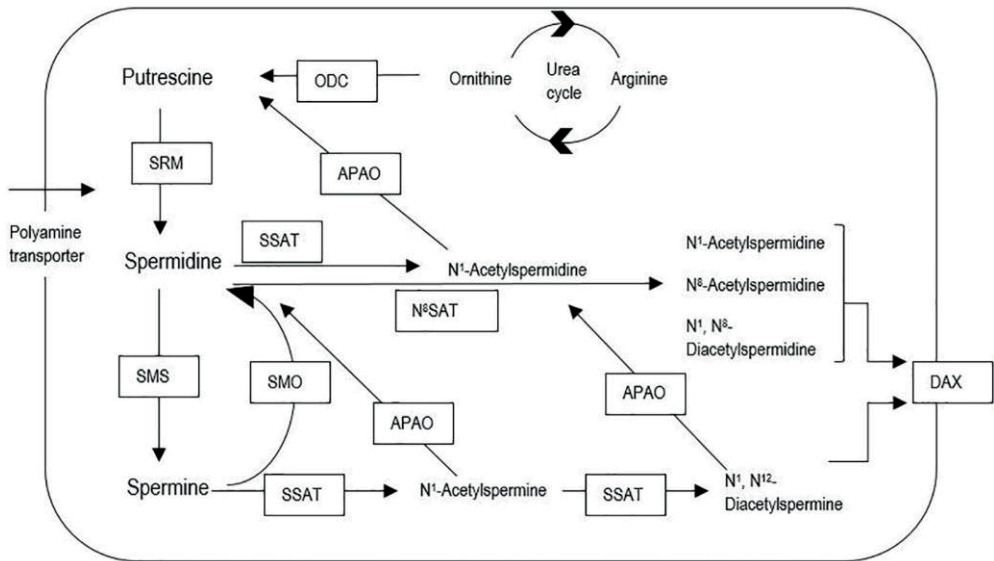 Putrescine
ODC
Ornithine
Urea
cycle
Arginine
SRM
APAO
Polyamine
transporter
SSAT
Spermidine
N¹-Acetylspermidine
N⁸SAT
N¹-Acetylspermidine
N⁸-Acetylspermidine
N¹, N⁸-
Diacetylspermidine
SMS
SMO
APAO
APAO
DAX
Spermine
SSAT
N¹-Acetylspermine
SSAT
N¹, N¹²-
Diacetylspermine